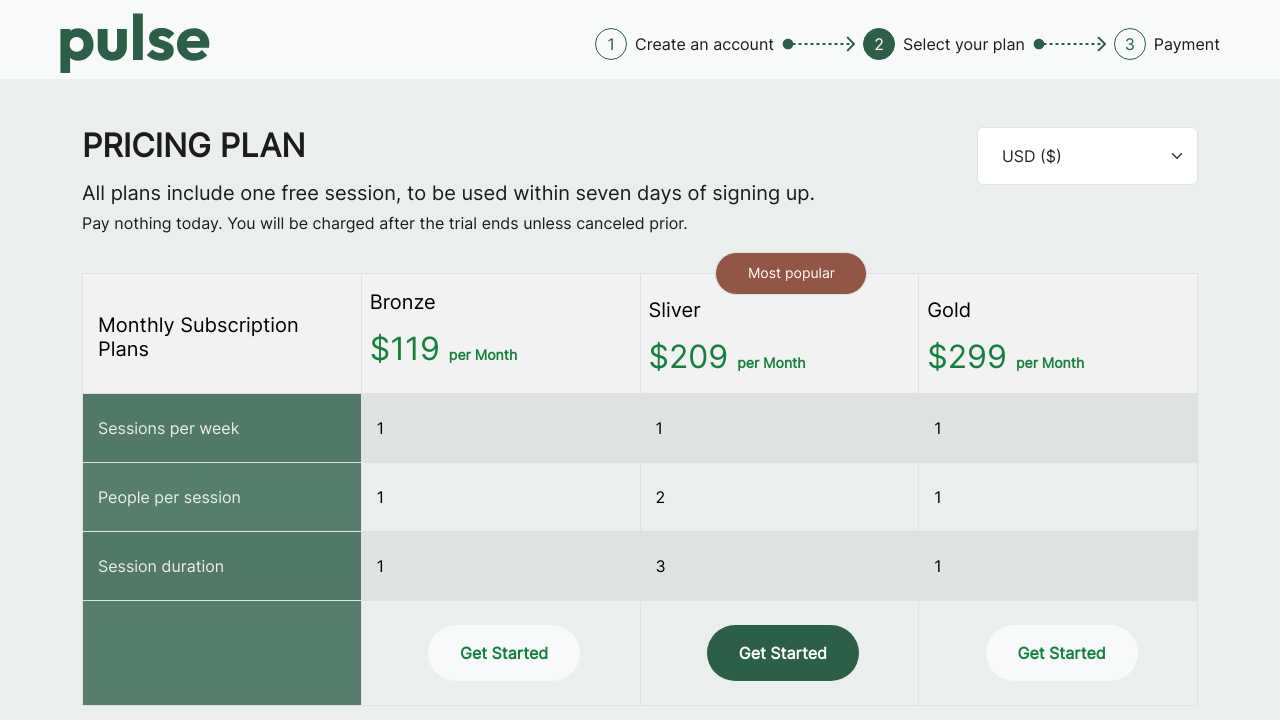 pulse
1 Create an account 2 Select your plan 3 Payment
PRICING PLAN
USD ($)
All plans include one free session, to be used within seven days of signing up.
Pay nothing today. You will be charged after the trial ends unless canceled prior.
Most popular
Monthly Subscription
Plans
Bronze
$119 per Month
Sliver
$209 per Month
Gold
$299 per Month
Sessions per week 1 1 1
People per session 1 2 1
Session duration 1 3 1
Get Started Get Started Get Started